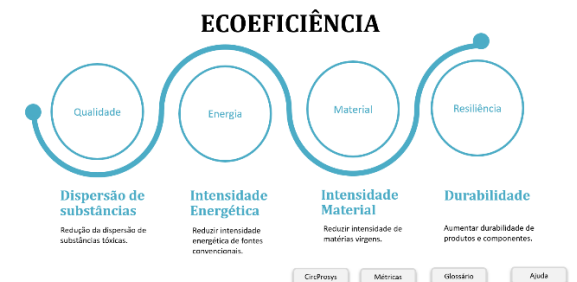 ECOEFICIÊNCIA
Qualidade
Energia
Material
Resiliência
Dispersão de
substâncias
Redução da dispersão de
substâncias tóxicas.
Intensidade
Energética
Reduzir intensidade
energética de fontes
convencionais.
Intensidade
Material
Reduzir intensidade de
matérias virgens.
Durabilidade
Aumentar durabilidade de
produtos e componentes.
CircProsys
Métricas
Glossário
Ajuda